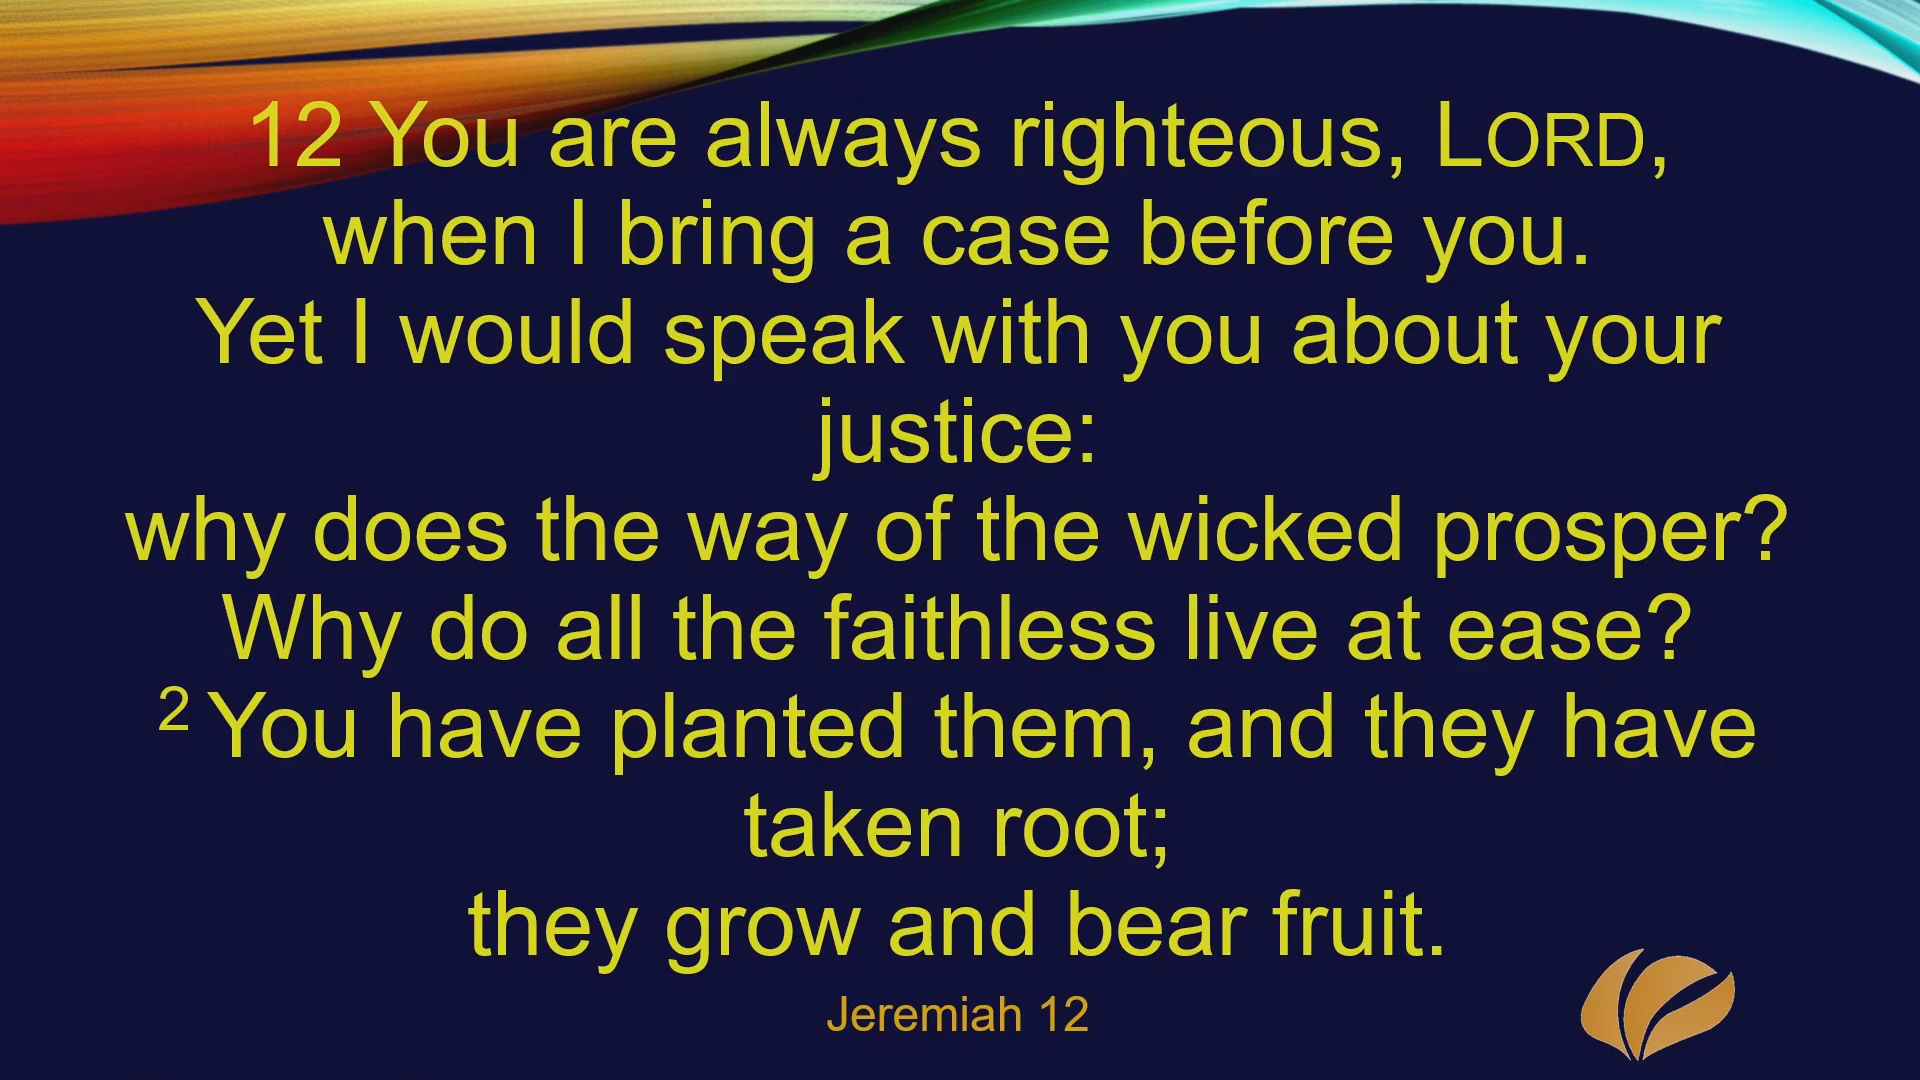 12 You are always righteous, LORD,
when I bring a case before you.
Yet I would speak with you about your
justice:
why does the way of the wicked prosper?
Why do all the faithless live at ease?
2 You have planted them, and they have
taken root;
they grow and bear fruit.
Jeremiah 12